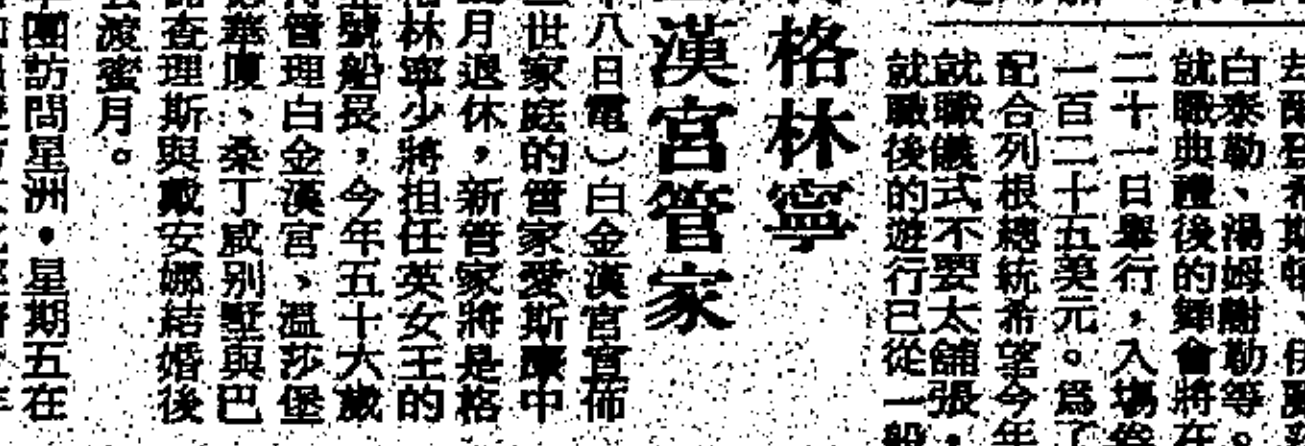 勒、湯姆謝勒等。
就職典禮後的舞會將在
二十一日舉行，入場券
一百二十五美元。爲了
配合列根總統希望今年
就職儀式不要太舖張，
就職後的遊行已從一般
格林寧
漢宮管家
八日電）白金漢宮宣佈
世家庭的管家愛斯
中
月退休，新管家將是格
林寧少將担任英女王的
號船長，今年五十六歲
管理白金漢宮、溫莎堡
華廈、桑丁咸别墅與巴
查理斯與戴安娜結婚後
渡蜜月。
團訪問星洲。星期五在